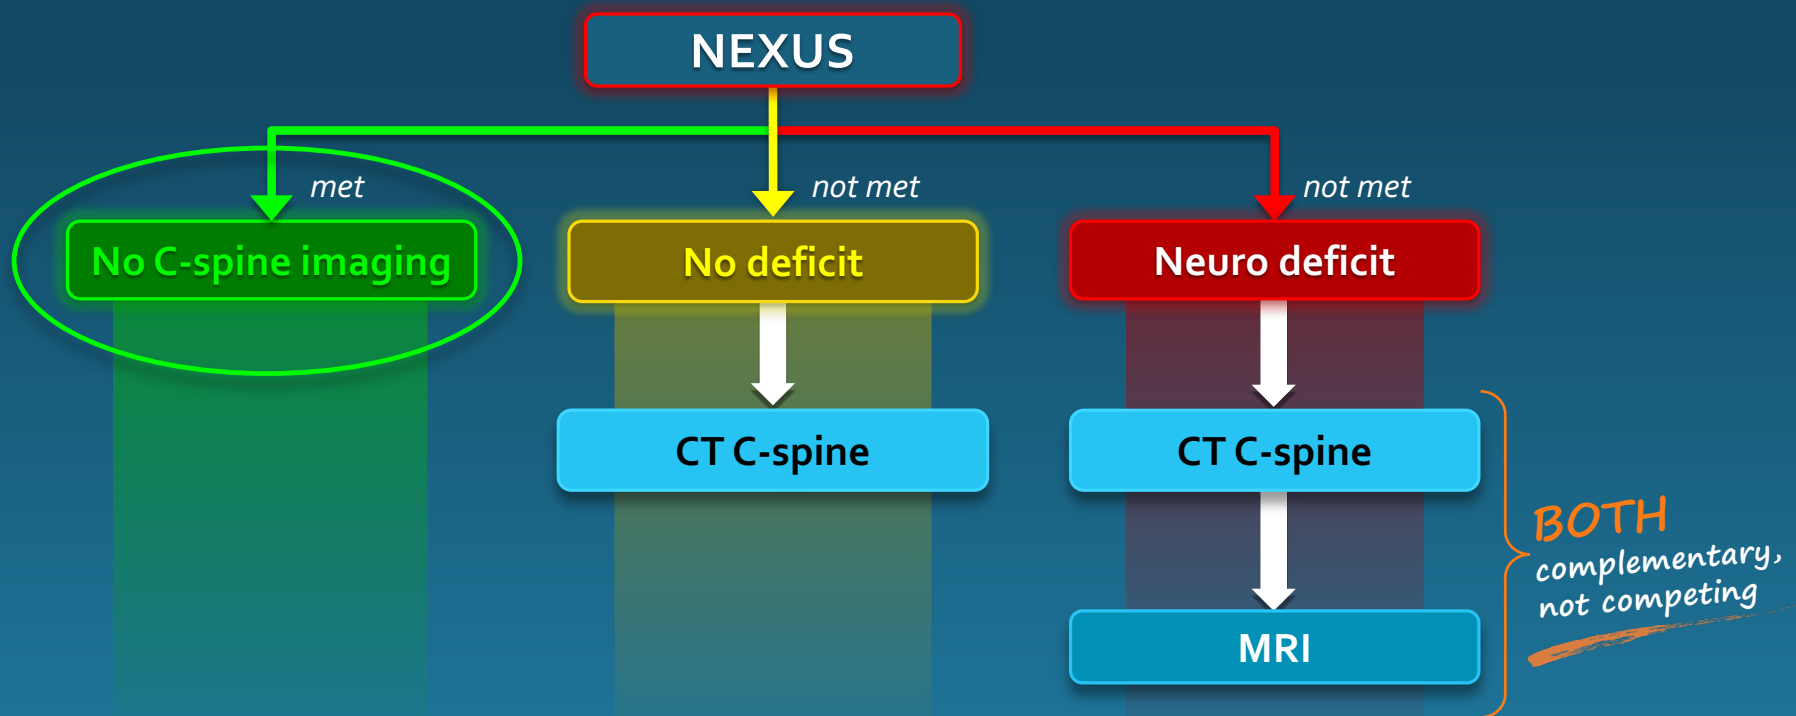 NEXUS
met
not met
not met
No C-spine imaging
No deficit
Neuro deficit
CT C-spine
CT C-spine
BOTH
complementary,
not competing
MRI